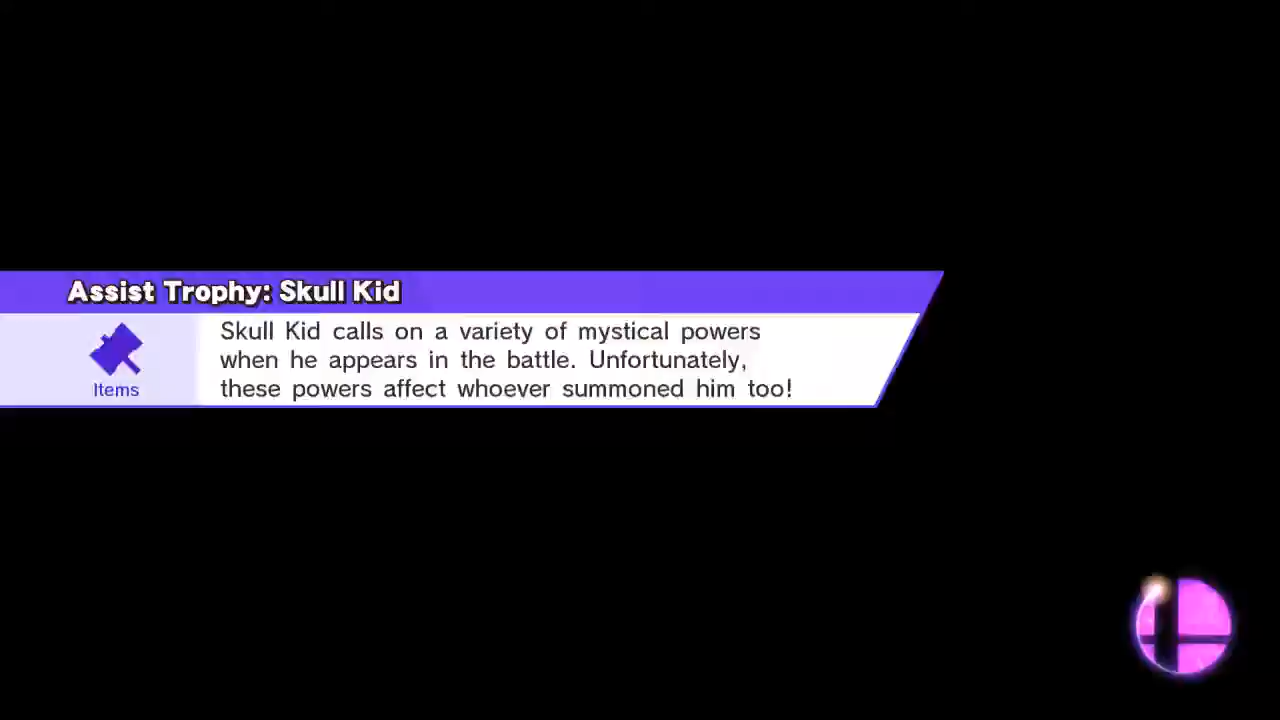 Assist Trophy: Skull Kid
Skull Kid calls on a variety of mystical powers
when he appears in the battle. Unfortunately,
these powers affect whoever summoned him too!
Items